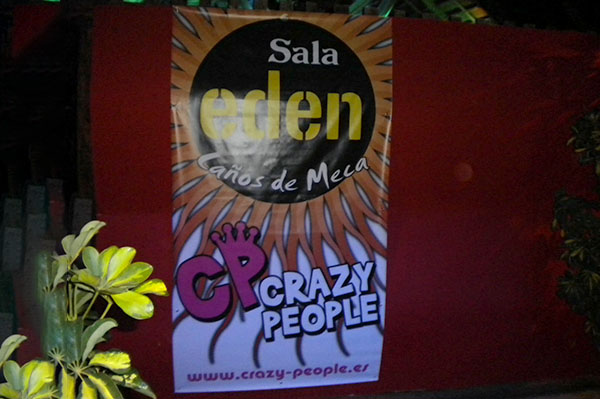 Sala
eden
Caños de Meca
CP
CRAZY
PEOPLE
www.crazy-people.es